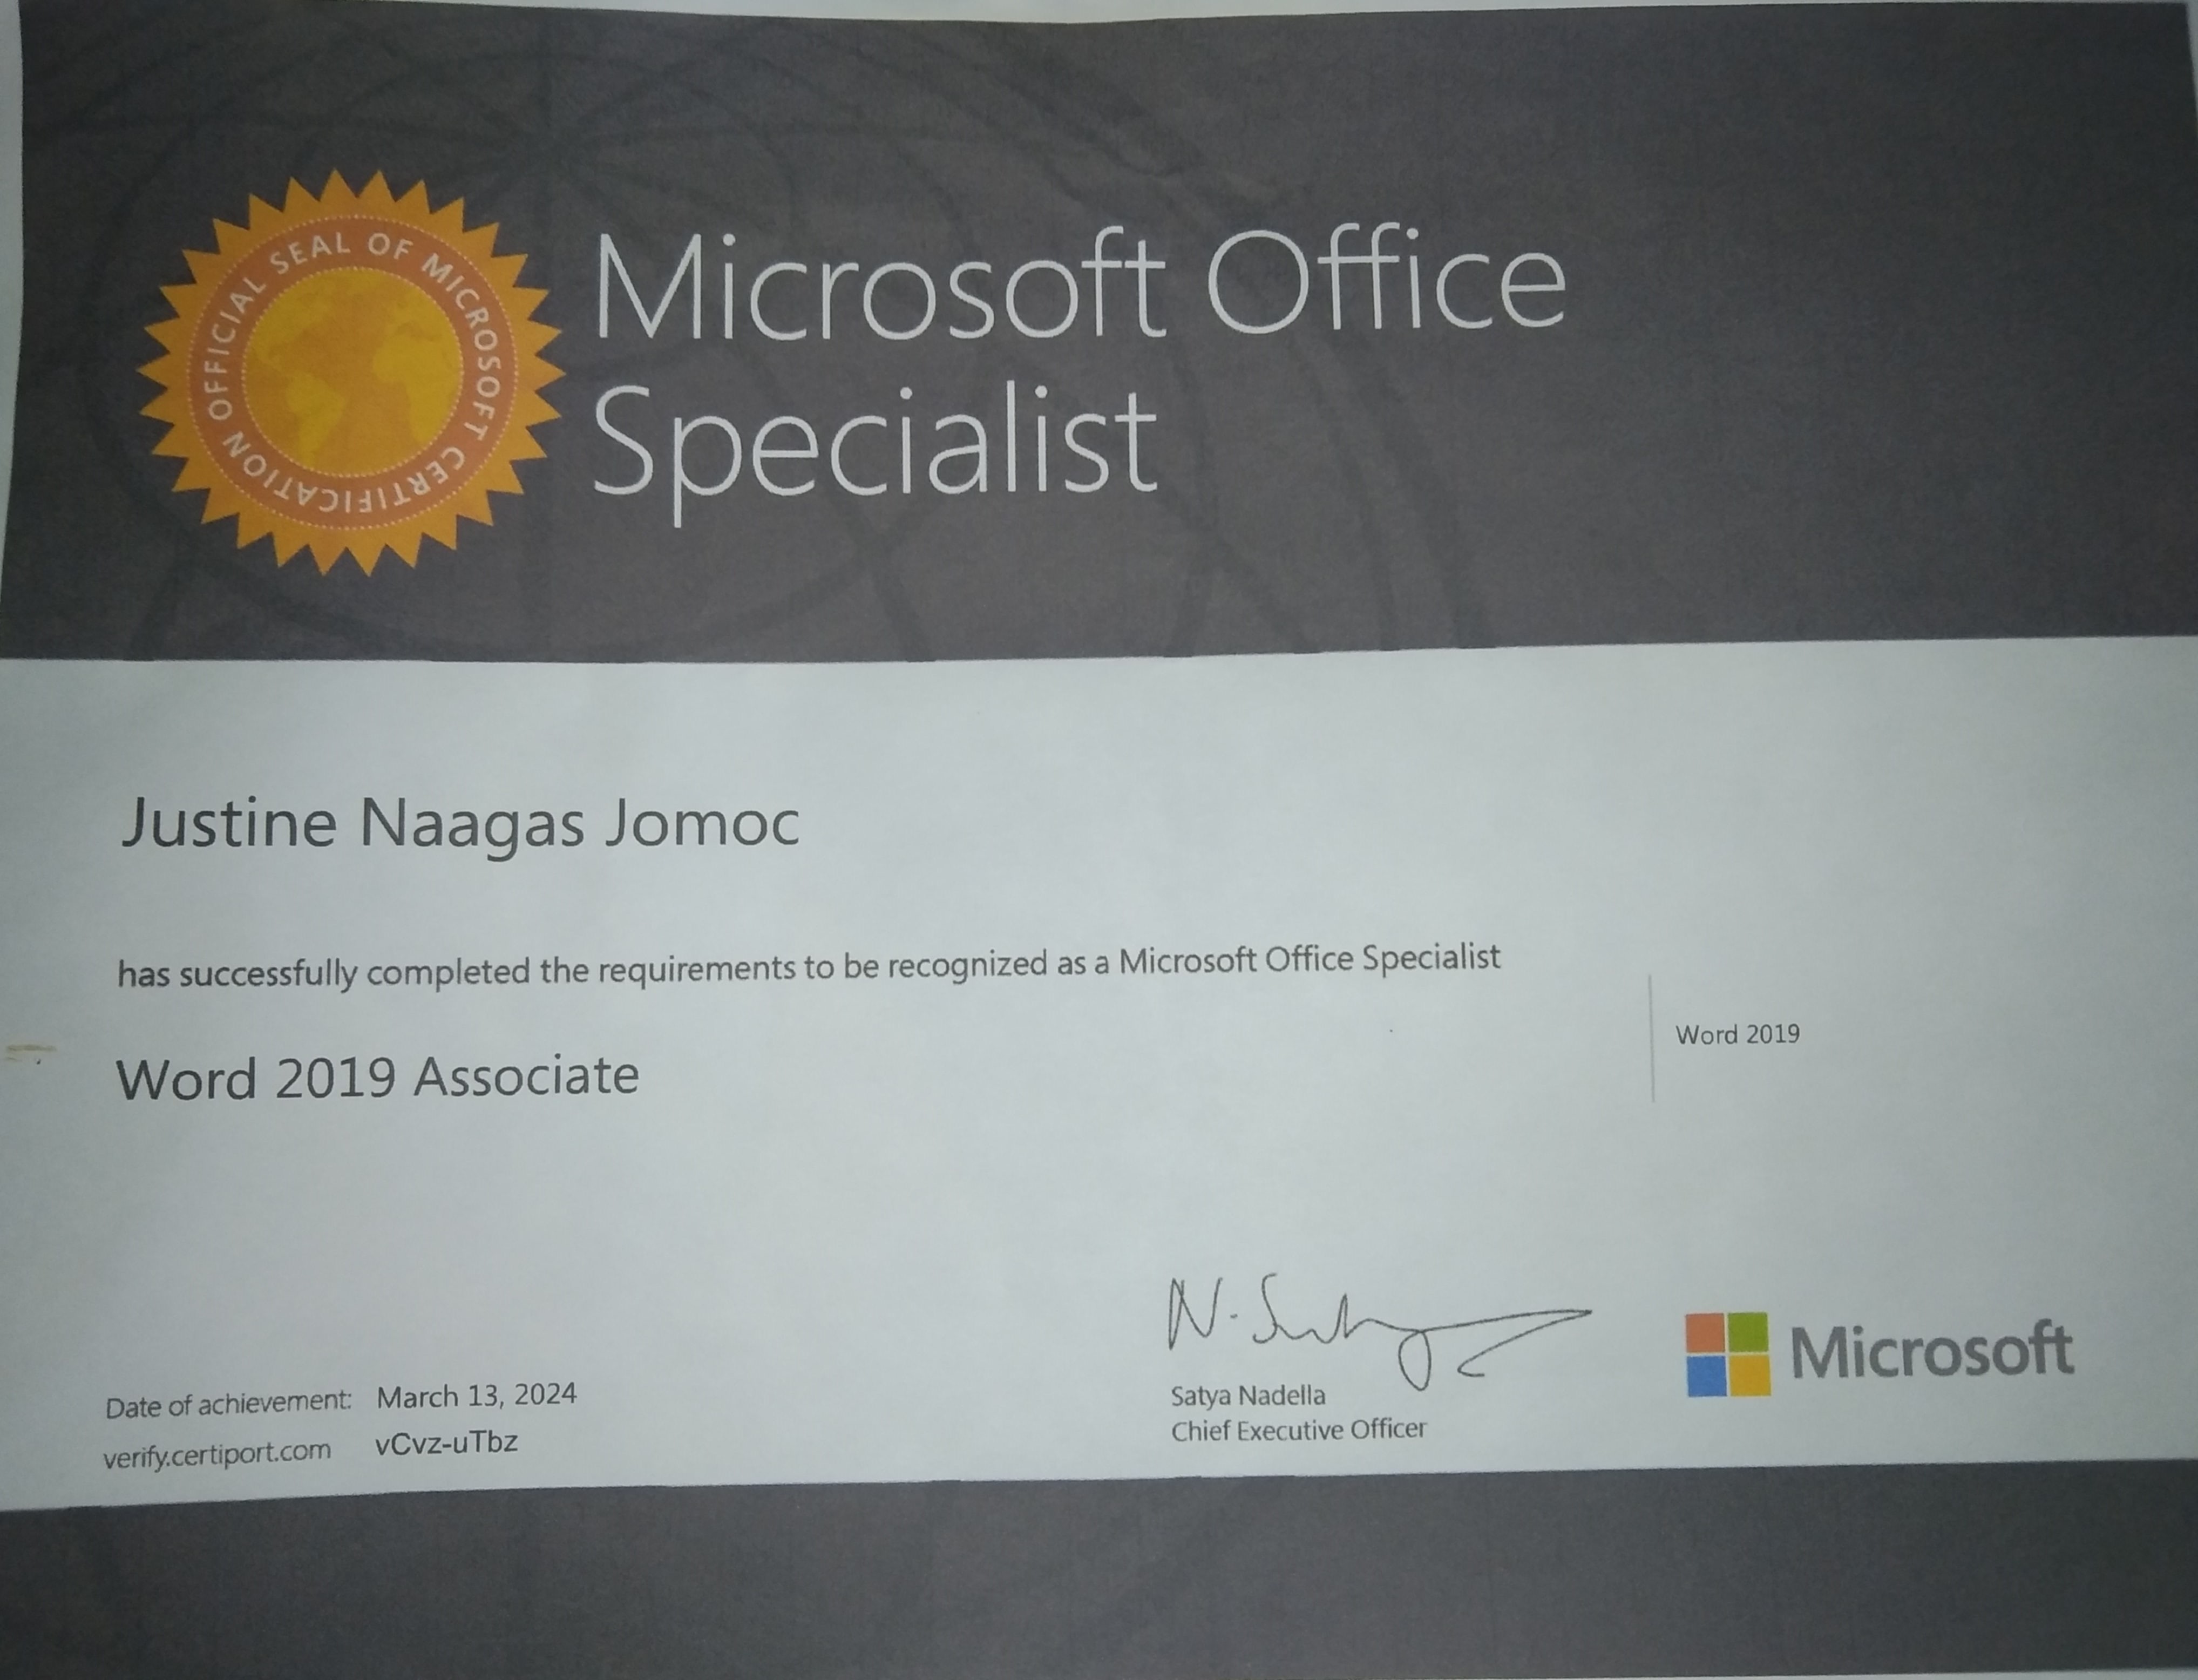 OFFICIAL SEAL OF MICROSOFT CERTIFICATION
Microsoft Office
Specialist
Justine Naagas Jomoc
has successfully completed the requirements to be recognized as a Microsoft Office Specialist
Word 2019
Word 2019 Associate
N. Satya
Satya Nadella
Chief Executive Officer
Microsoft
Date of achievement: March 13, 2024
verify.certiport.com vCvz-uTbz